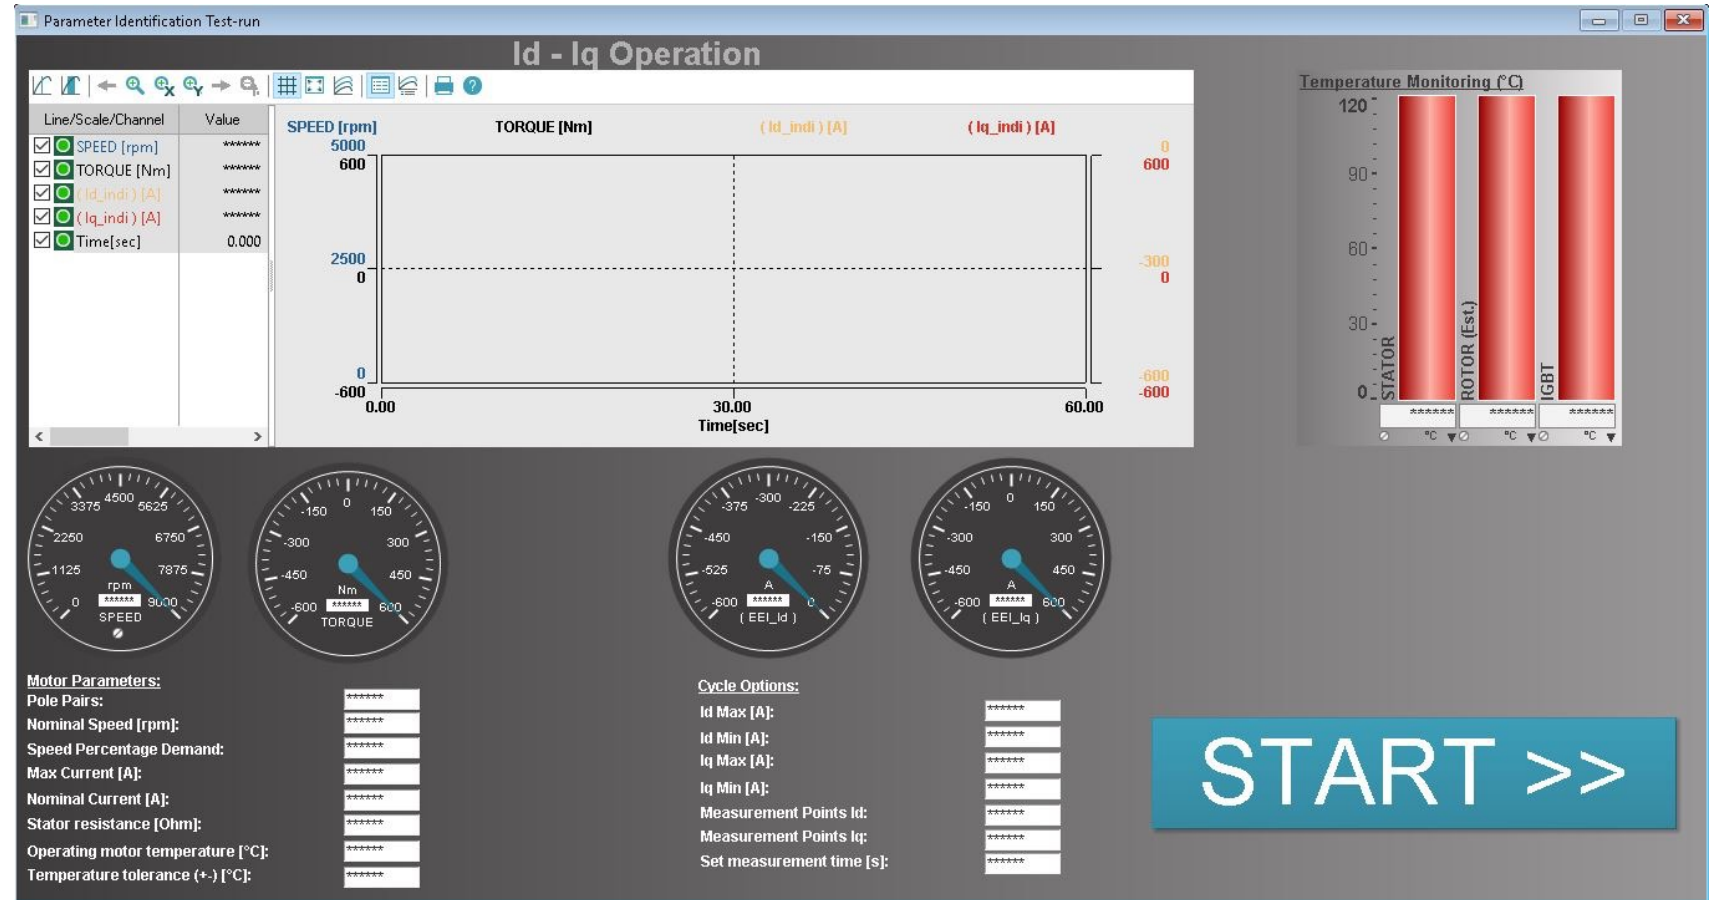 Parameter Identification Test-run
Id - Iq Operation
Line/Scale/Channel Value
SPEED [rpm] ******
TORQUE [Nm] ******
( Id_indi ) [A] ******
( Iq_indi ) [A] ******
Time[sec] 0.000
SPEED [rpm] TORQUE [Nm] ( Id_indi ) [A] ( Iq_indi ) [A]
5000 0
600 600
2500 -300
0 0
0 -600
-600 -600
0.00 30.00 60.00
Time[sec]
Temperature Monitoring (°C)
120
90
60
30
0
STATOR
ROTOR (Est.)
IGBT
****** ****** ******
°C °C °C
0 1125 2250 3375 4500 5625 6750 7875 9000
rpm
******
SPEED
-600 -450 -300 -150 0 150 300 450 600
Nm
******
TORQUE
-600 -525 -450 -375 -300 -225 -150 -75 0
A
******
( EEI_Id )
-600 -450 -300 -150 0 150 300 450 600
A
******
( EEI_Iq )
Motor Parameters:
Pole Pairs: ******
Nominal Speed [rpm]: ******
Speed Percentage Demand: ******
Max Current [A]: ******
Nominal Current [A]: ******
Stator resistance [Ohm]: ******
Operating motor temperature [°C]: ******
Temperature tolerance (+-) [°C]: ******
Cycle Options:
Id Max [A]: ******
Id Min [A]: ******
Iq Max [A]: ******
Iq Min [A]: ******
Measurement Points Id: ******
Measurement Points Iq: ******
Set measurement time [s]: ******
START >>